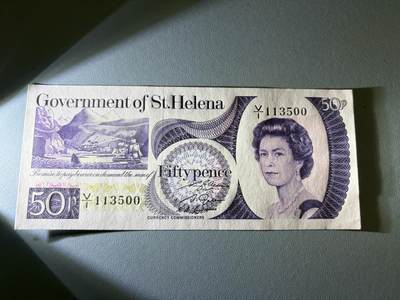 Government of St. Helena
50P
V/1 113500
I promise to pay bearer on demand the sum of
Fifty pence
50P V/1 113500
CURRENCY COMMISSIONERS